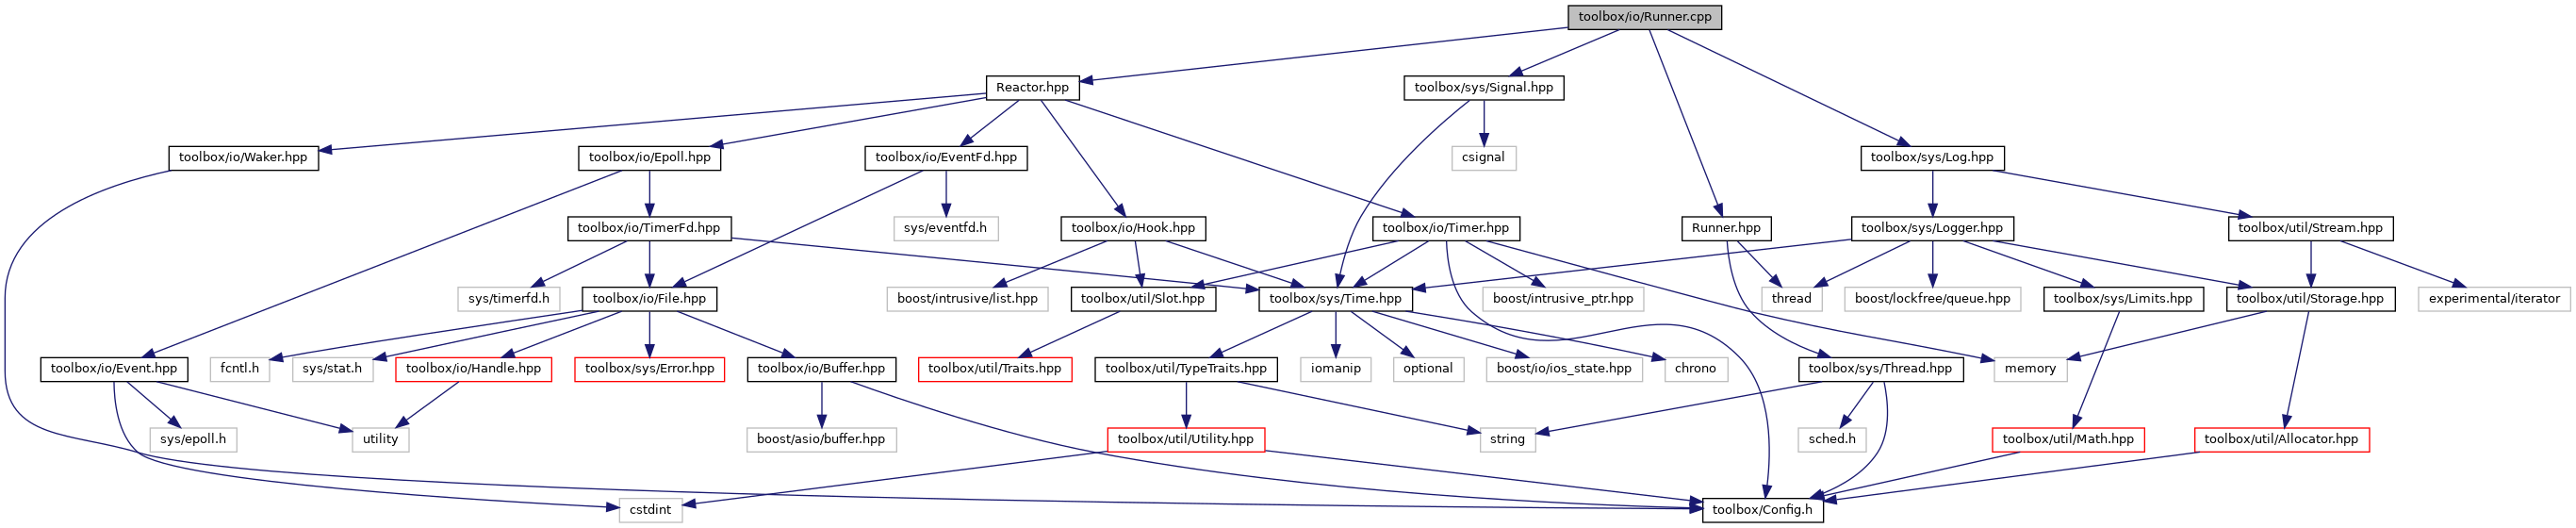 toolbox/io/Runner.cpp
Reactor.hpp
toolbox/sys/Signal.hpp
toolbox/io/Waker.hpp
toolbox/io/Epoll.hpp
toolbox/io/EventFd.hpp
csignal
toolbox/sys/Log.hpp
toolbox/io/TimerFd.hpp
sys/eventfd.h
toolbox/io/Hook.hpp
toolbox/io/Timer.hpp
Runner.hpp
toolbox/sys/Logger.hpp
toolbox/util/Stream.hpp
sys/timerfd.h
toolbox/io/File.hpp
boost/intrusive/list.hpp
toolbox/util/Slot.hpp
toolbox/sys/Time.hpp
boost/intrusive_ptr.hpp
thread
boost/lockfree/queue.hpp
toolbox/sys/Limits.hpp
toolbox/util/Storage.hpp
experimental/iterator
toolbox/io/Event.hpp
fcntl.h
sys/stat.h
toolbox/io/Handle.hpp
toolbox/sys/Error.hpp
toolbox/io/Buffer.hpp
toolbox/util/Traits.hpp
toolbox/util/TypeTraits.hpp
iomanip
optional
boost/io/ios_state.hpp
chrono
toolbox/sys/Thread.hpp
memory
sys/epoll.h
utility
boost/asio/buffer.hpp
toolbox/util/Utility.hpp
string
sched.h
toolbox/util/Math.hpp
toolbox/util/Allocator.hpp
cstdint
toolbox/Config.h